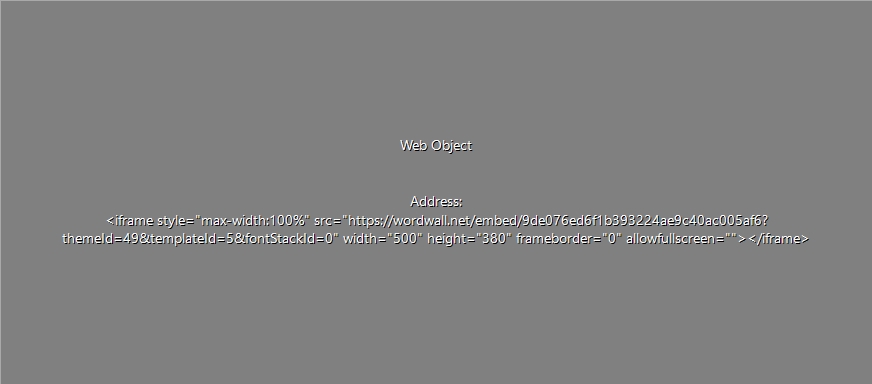 Web Object
Address:
<iframe style="max-width:100%" src="https://wordwall.net/embed/9de076ed6f1b393224ae9c40ac005af6?
themeId=49&templateId=5&fontStackId=0" width="500" height="380" frameborder="0" allowfullscreen=""></iframe>